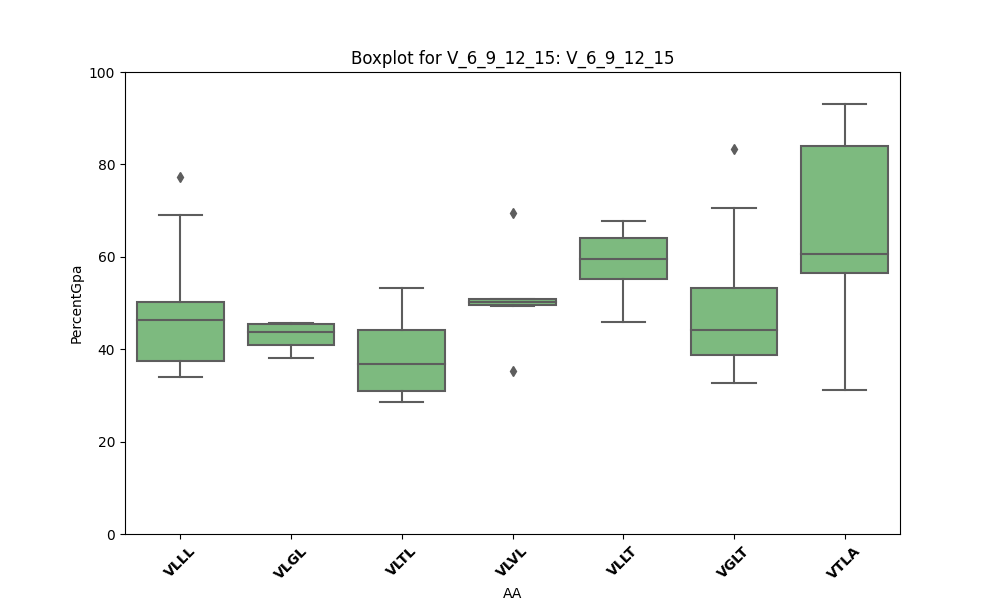 Boxplot for V_6_9_12_15: V_6_9_12_15
100
80
60
40
20
0
PercentGpa
VLLL
VLGL
VLTL
VLVL
VLLT
VGLT
VTLA
AA